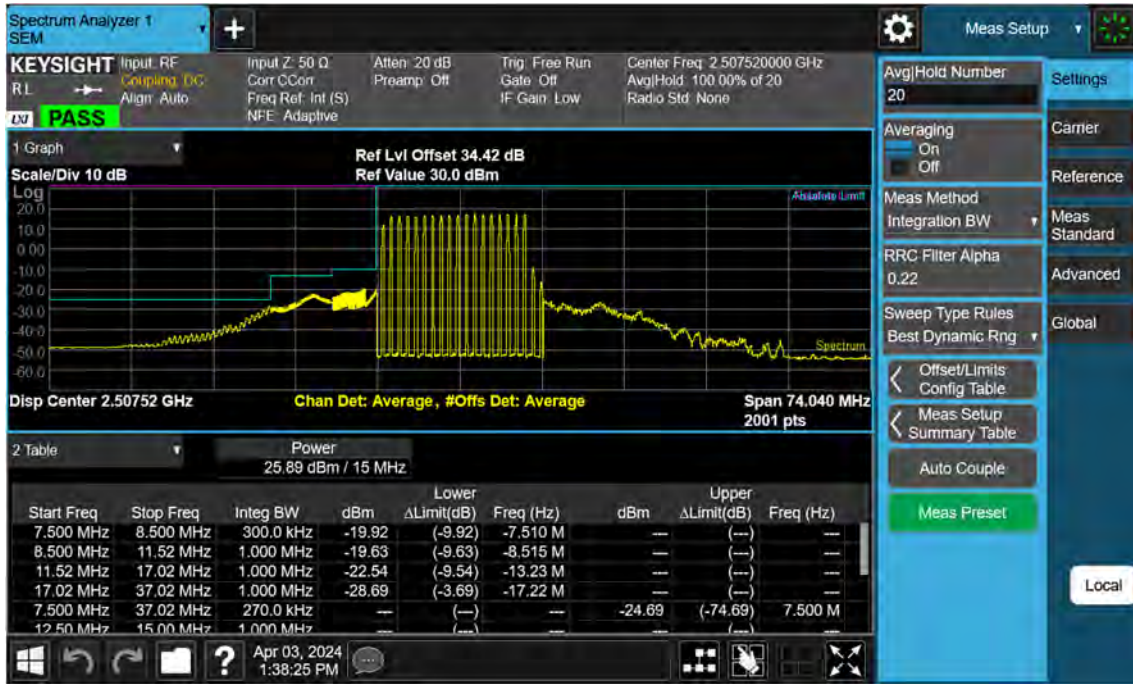 Spectrum Analyzer 1
SEM
+
Meas Setup
KEYSIGHT
RL
LXI
PASS
Input: RF
Coupling: DC
Align: Auto
Input Z: 50 Ω
Corr CCorr
Freq Ref: Int (S)
NFE: Adaptive
Atten: 20 dB
Preamp: Off
Trig: Free Run
Gate: Off
IF Gain: Low
Center Freq: 2.507520000 GHz
Avg|Hold: 100.00% of 20
Radio Std: None
1 Graph
Scale/Div 10 dB
Ref Lvl Offset 34.42 dB
Ref Value 30.0 dBm
Log
20.0
10.0
0.00
-10.0
-20.0
-30.0
-40.0
-50.0
-60.0
Absolute Limit
Spectrum
Disp Center 2.50752 GHz
Chan Det: Average, #Offs Det: Average
Span 74.040 MHz
2001 pts
2 Table
Power
25.89 dBm / 15 MHz
Lower Upper
Start Freq Stop Freq Integ BW dBm ΔLimit(dB) Freq (Hz) dBm ΔLimit(dB) Freq (Hz)
7.500 MHz 8.500 MHz 300.0 kHz -19.92 (-9.92) -7.510 M --- (---) ---
8.500 MHz 11.52 MHz 1.000 MHz -19.63 (-9.63) -8.515 M --- (---) ---
11.52 MHz 17.02 MHz 1.000 MHz -22.54 (-9.54) -13.23 M --- (---) ---
17.02 MHz 37.02 MHz 1.000 MHz -28.69 (-3.69) -17.22 M --- (---) ---
7.500 MHz 37.02 MHz 270.0 kHz --- (---) --- -24.69 (-74.69) 7.500 M
12.50 MHz 15.00 MHz 1.000 MHz --- (---) --- --- (---) ---
?
Apr 03, 2024
1:38:25 PM
Avg|Hold Number
20
Averaging
On
Off
Meas Method
Integration BW
RRC Filter Alpha
0.22
Sweep Type Rules
Best Dynamic Rng
Offset/Limits
Config Table
Meas Setup
Summary Table
Auto Couple
Meas Preset
Settings
Carrier
Reference
Meas
Standard
Advanced
Global
Local